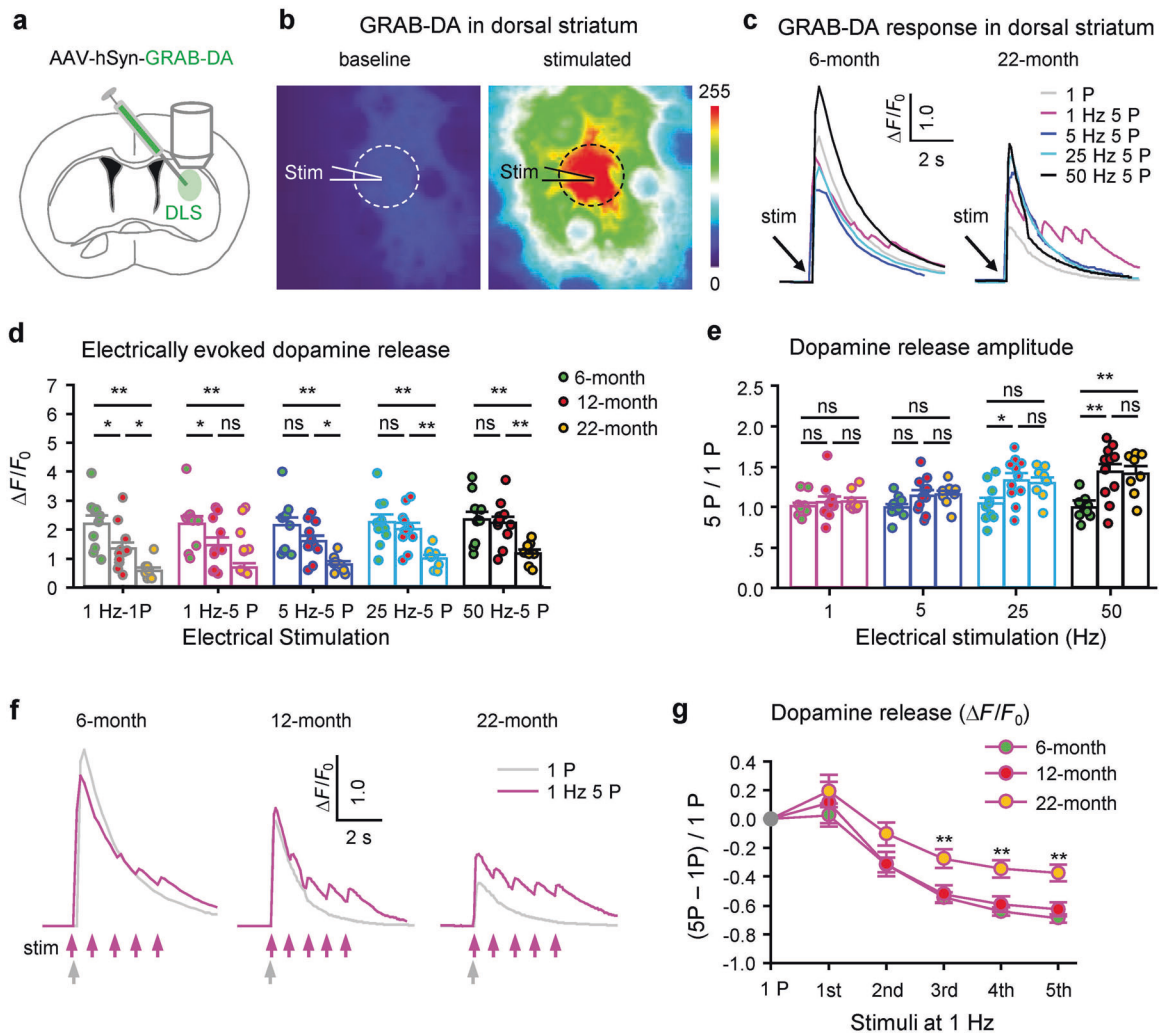 a
AAV-hSyn-GRAB-DA
DLS
b
GRAB-DA in dorsal striatum
baseline
stimulated
Stim
Stim
255
0
c
GRAB-DA response in dorsal striatum
6-month
22-month
ΔF/F0
1.0
2 s
1 P
1 Hz 5 P
5 Hz 5 P
25 Hz 5 P
50 Hz 5 P
stim
stim
d
Electrically evoked dopamine release
6-month
12-month
22-month
** ** ** ** **
* * * ns ns * ns ** ns **
ΔF/F0
7
6
5
4
3
2
1
0
1 Hz-1P 1 Hz-5 P 5 Hz-5 P 25 Hz-5 P 50 Hz-5 P
Electrical Stimulation
e
Dopamine release amplitude
5 P / 1 P
2.5
2.0
1.5
1.0
0.0
ns ns ns **
ns ns ns ns * ns ** ns
1 5 25 50
Electrical stimulation (Hz)
f
6-month
12-month
22-month
ΔF/F0
1.0
2 s
1 P
1 Hz 5 P
stim
g
Dopamine release (ΔF/F0)
6-month
12-month
22-month
(5P – 1P) / 1 P
0.4
0.2
0.0
-0.2
-0.4
-0.6
-0.8
-1.0
** ** **
1 P 1st 2nd 3rd 4th 5th
Stimuli at 1 Hz